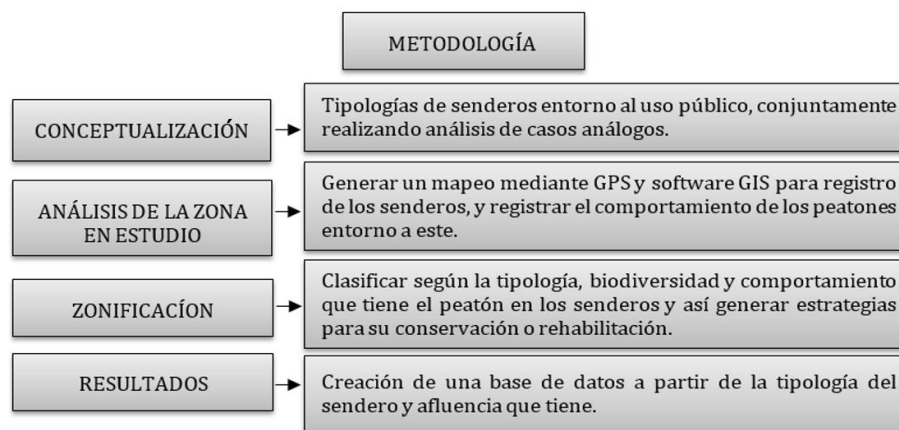 METODOLOGÍA
CONCEPTUALIZACIÓN
Tipologías de senderos entorno al uso público, conjuntamente
realizando análisis de casos análogos.
ANÁLISIS DE LA ZONA
EN ESTUDIO
Generar un mapeo mediante GPS y software GIS para registro
de los senderos, y registrar el comportamiento de los peatones
entorno a este.
ZONIFICACÍON
Clasificar según la tipología, biodiversidad y comportamiento
que tiene el peatón en los senderos y así generar estrategias
para su conservación o rehabilitación.
RESULTADOS
Creación de una base de datos a partir de la tipología del
sendero y afluencia que tiene.